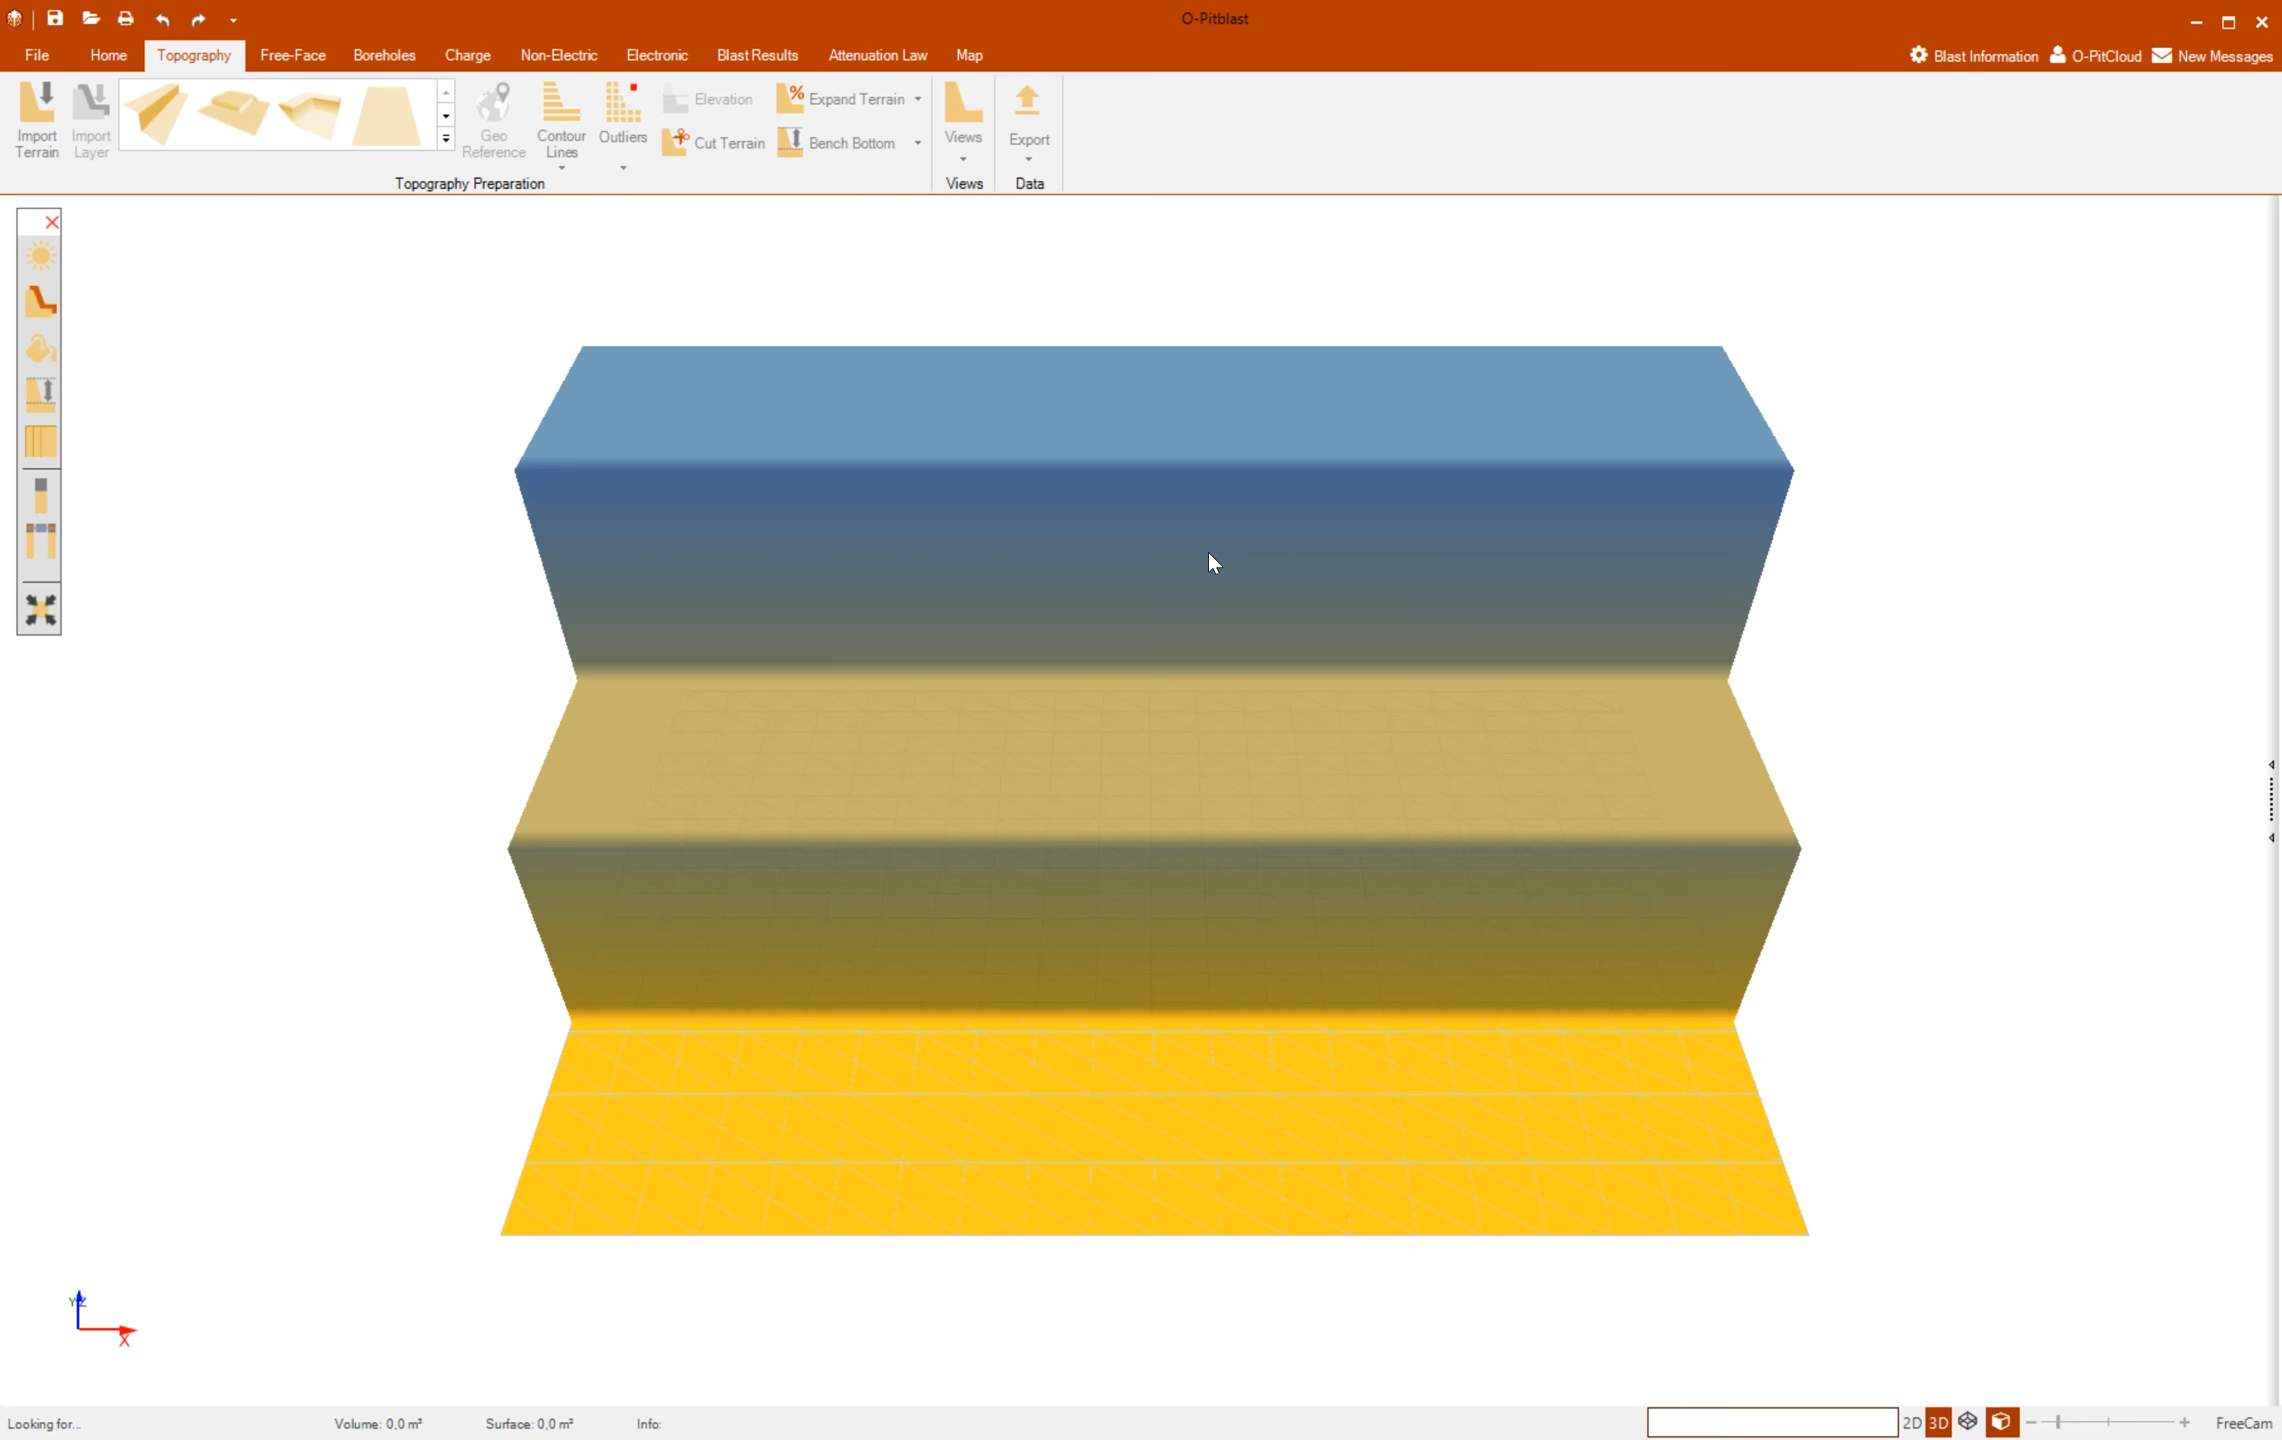 O-Pitblast
File Home Topography Free-Face Boreholes Charge Non-Electric Electronic Blast Results Attenuation Law Map Blast Information O-PitCloud New Messages
Import Terrain
Import Layer
Geo Reference
Contour Lines
Outliers
Elevation
Cut Terrain
% Expand Terrain
Bench Bottom
Views
Export
Topography Preparation Views Data
YZ
X
Looking for... Volume: 0,0 m³ Surface: 0,0 m² Info: 2D 3D FreeCam